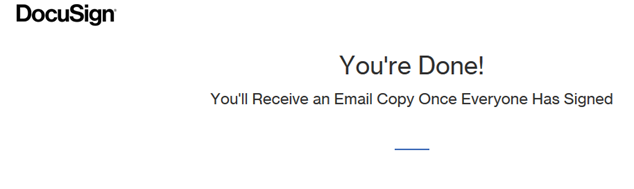 DocuSign
You're Done!
You'll Receive an Email Copy Once Everyone Has Signed